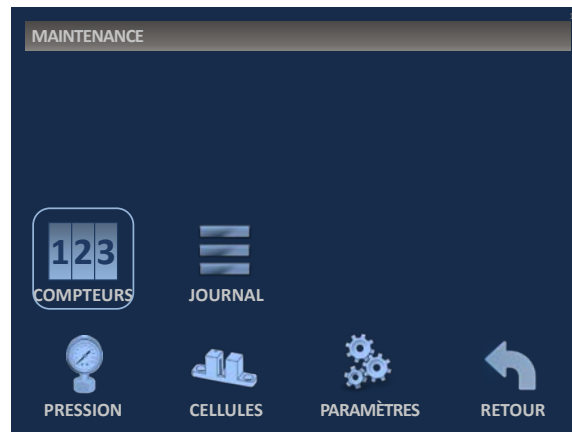 MAINTENANCE
123
COMPTEURS
JOURNAL
PRESSION
CELLULES
PARAMÈTRES
RETOUR